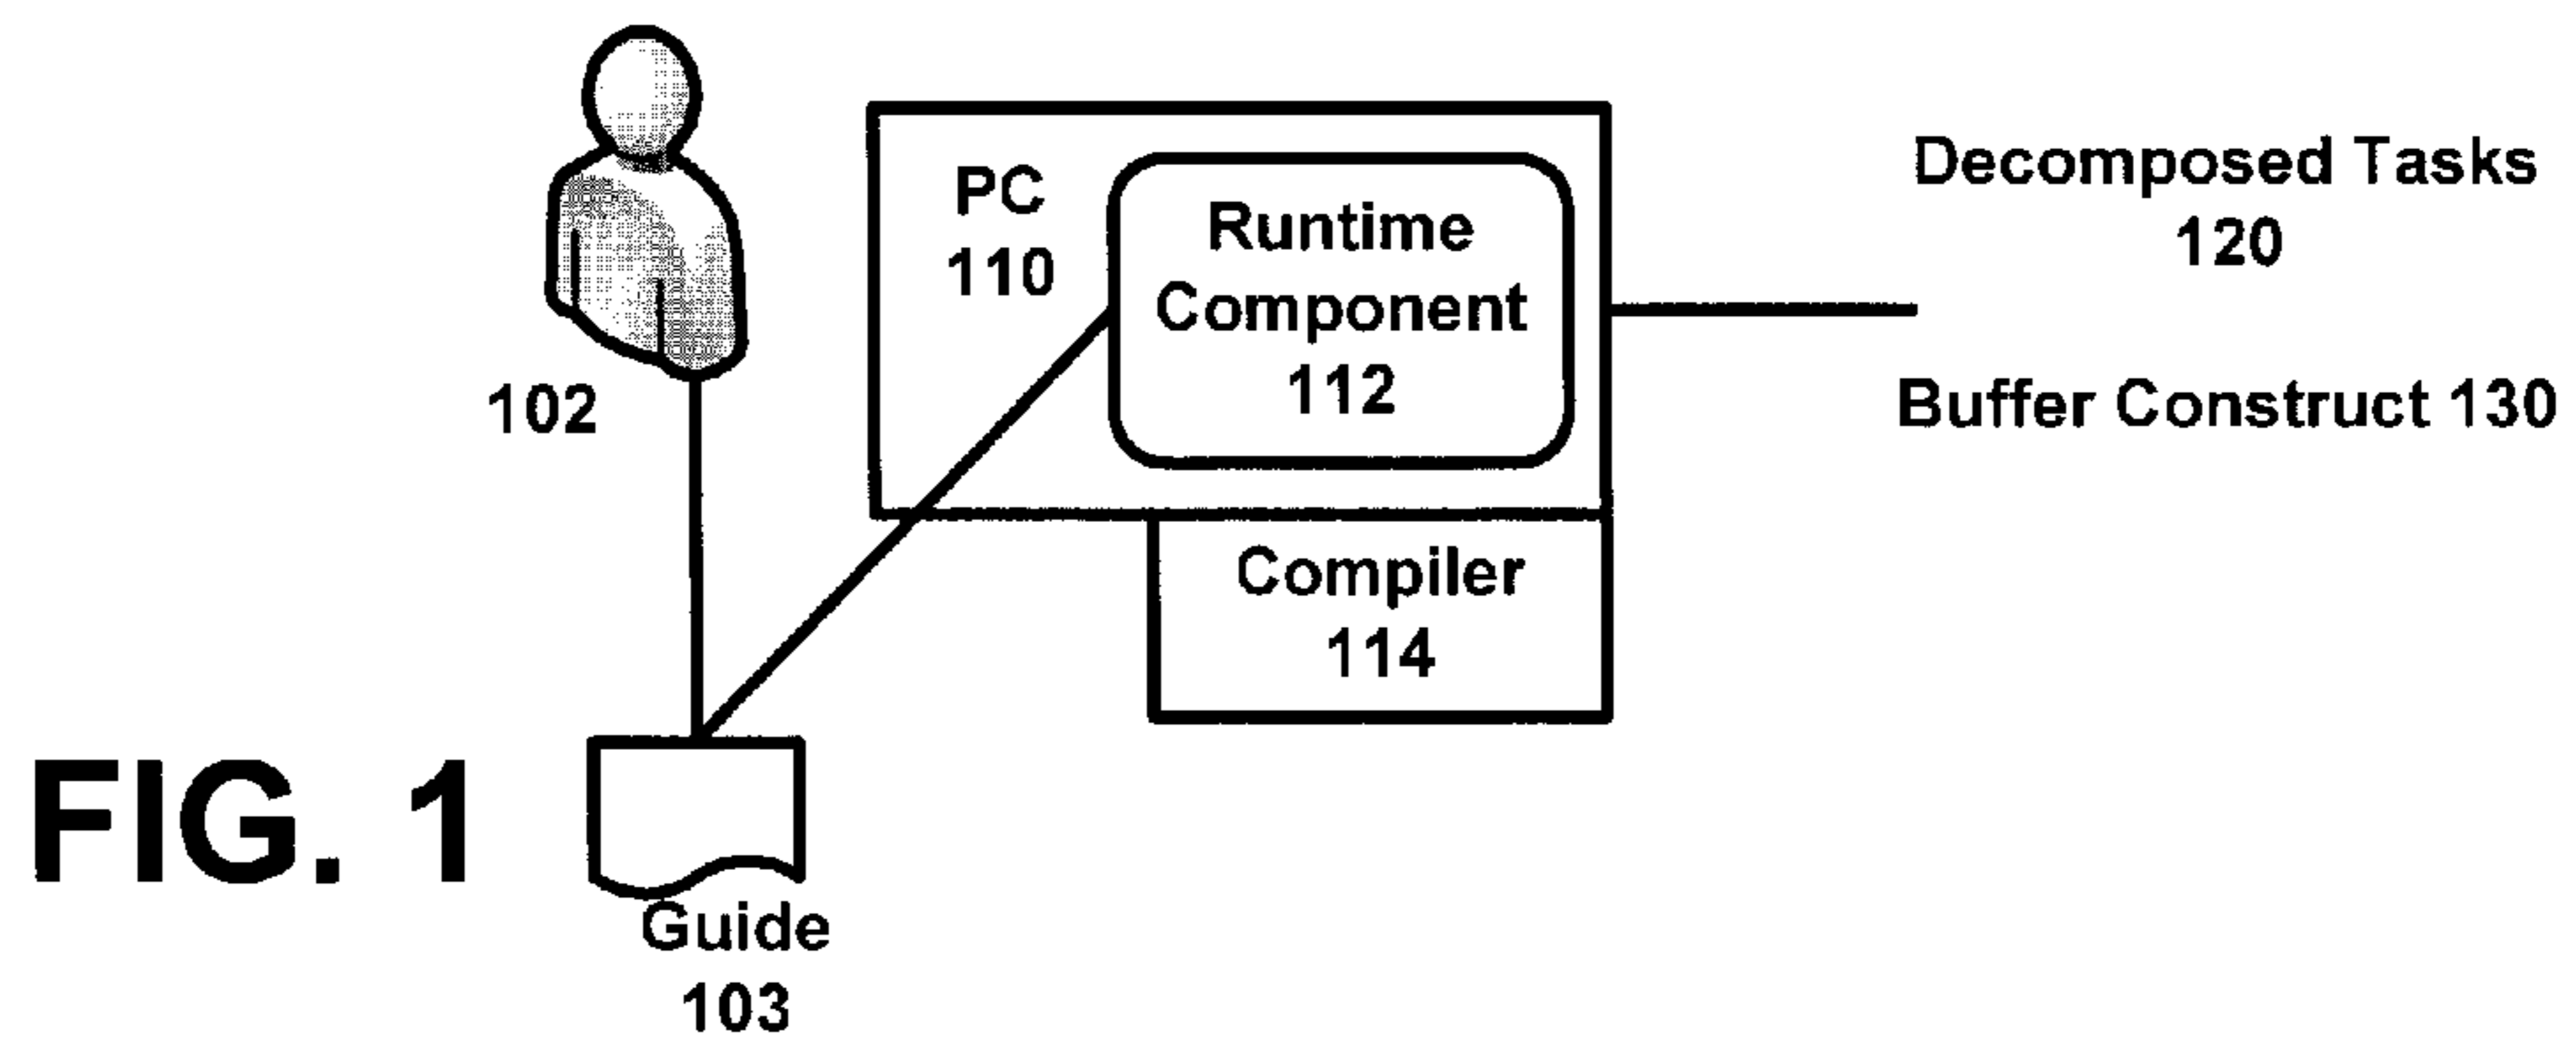 PC
110
Runtime
Component
112
Decomposed Tasks
120
Buffer Construct 130
102
Compiler
114
FIG. 1
Guide
103